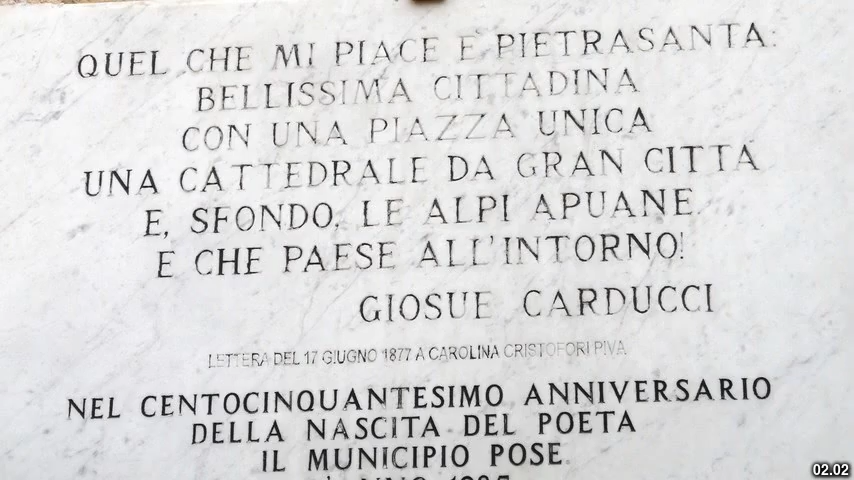 QUEL CHE MI PIACE E PIETRASANTA:
BELLISSIMA CITTADINA
CON UNA PIAZZA UNICA
UNA CATTEDRALE DA GRAN CITTA
E, SFONDO, LE ALPI APUANE.
E CHE PAESE ALL'INTORNO!
GIOSUE CARDUCCI
LETTERA DEL 17 GIUGNO 1877 A CAROLINA CRISTOFORI PIVA
NEL CENTOCINQUANTESIMO ANNIVERSARIO
DELLA NASCITA DEL POETA
IL MUNICIPIO POSE
02.02